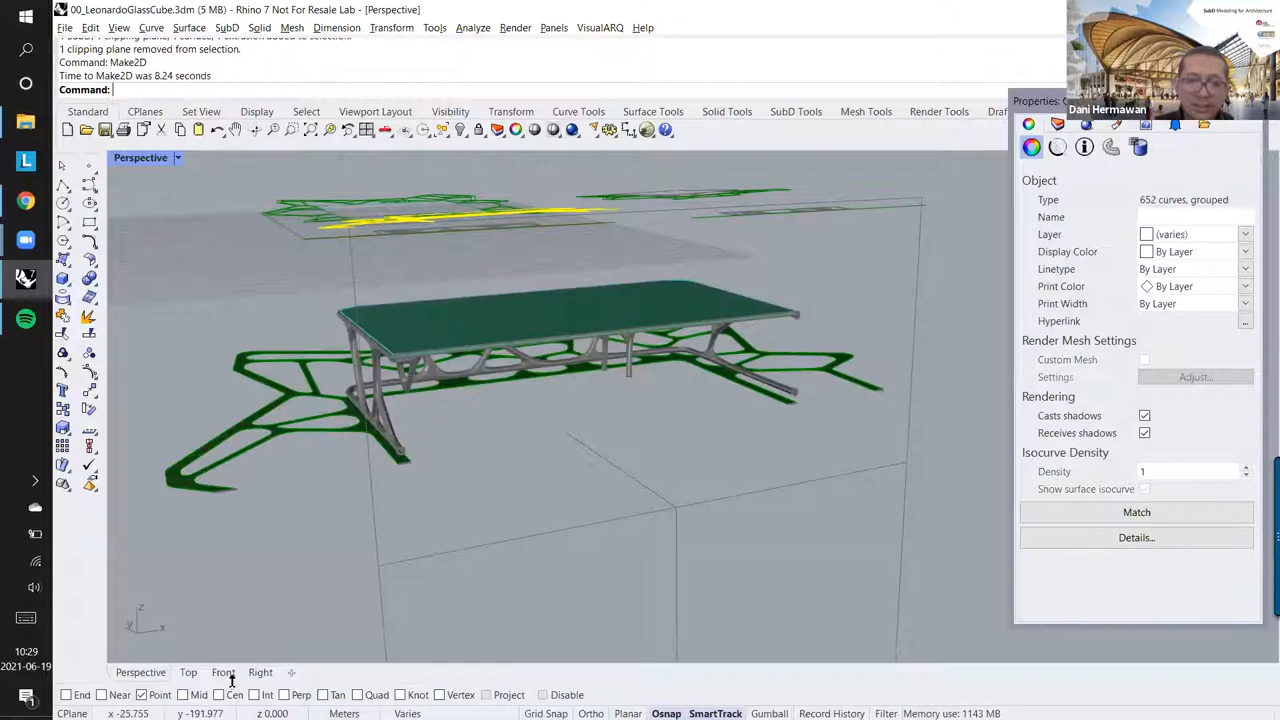 00_LeonardoGlassCube.3dm (5 MB) - Rhino 7 Not For Resale Lab - [Perspective]
SubD Modeling for Architecture
File Edit View Curve Surface SubD Solid Mesh Dimension Transform Tools Analyze Render Panels VisualARQ Help
1 clipping plane removed from selection.
Command: Make2D
Time to Make2D was 8.24 seconds
Command:
Dani Hermawan
Standard CPlanes Set View Display Select Viewport Layout Visibility Transform Curve Tools Surface Tools Solid Tools SubD Tools Mesh Tools Render Tools
Properties:
Perspective
Object
Type 652 curves, grouped
Name
Layer (varies)
Display Color By Layer
Linetype By Layer
Print Color By Layer
Print Width By Layer
Hyperlink ...
Render Mesh Settings
Custom Mesh
Settings Adjust...
Rendering
Casts shadows
Receives shadows
Isocurve Density
Density 1
Show surface isocurve
Match
Details...
z
y x
10:29
2021-06-19
Perspective Top Front Right
End Near Point Mid Cen Int Perp Tan Quad Knot Vertex Project Disable
CPlane x -25.755 y -191.977 z 0.000 Meters Varies Grid Snap Ortho Planar Osnap SmartTrack Gumball Record History Filter Memory use: 1143 MB